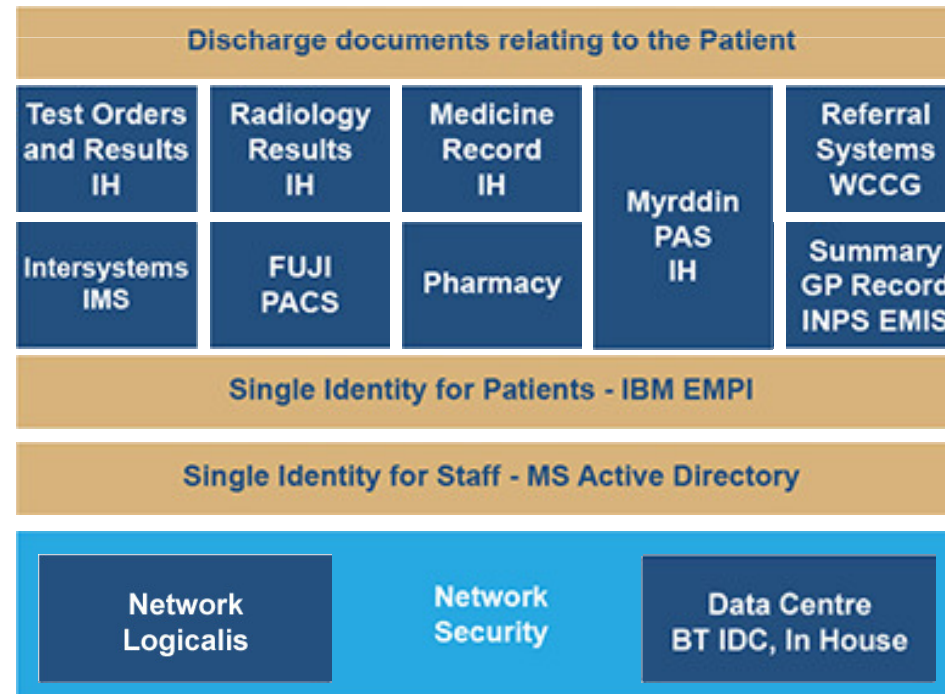 Discharge documents relating to the Patient
Test Orders
and Results
IH
Radiology
Results
IH
Medicine
Record
IH
Myrddin
PAS
IH
Referral
Systems
WCCG
Intersystems
IMS
FUJI
PACS
Pharmacy
Summary
GP Record
INPS EMIS
Single Identity for Patients - IBM EMPI
Single Identity for Staff - MS Active Directory
Network
Logicalis
Network
Security
Data Centre
BT IDC, In House